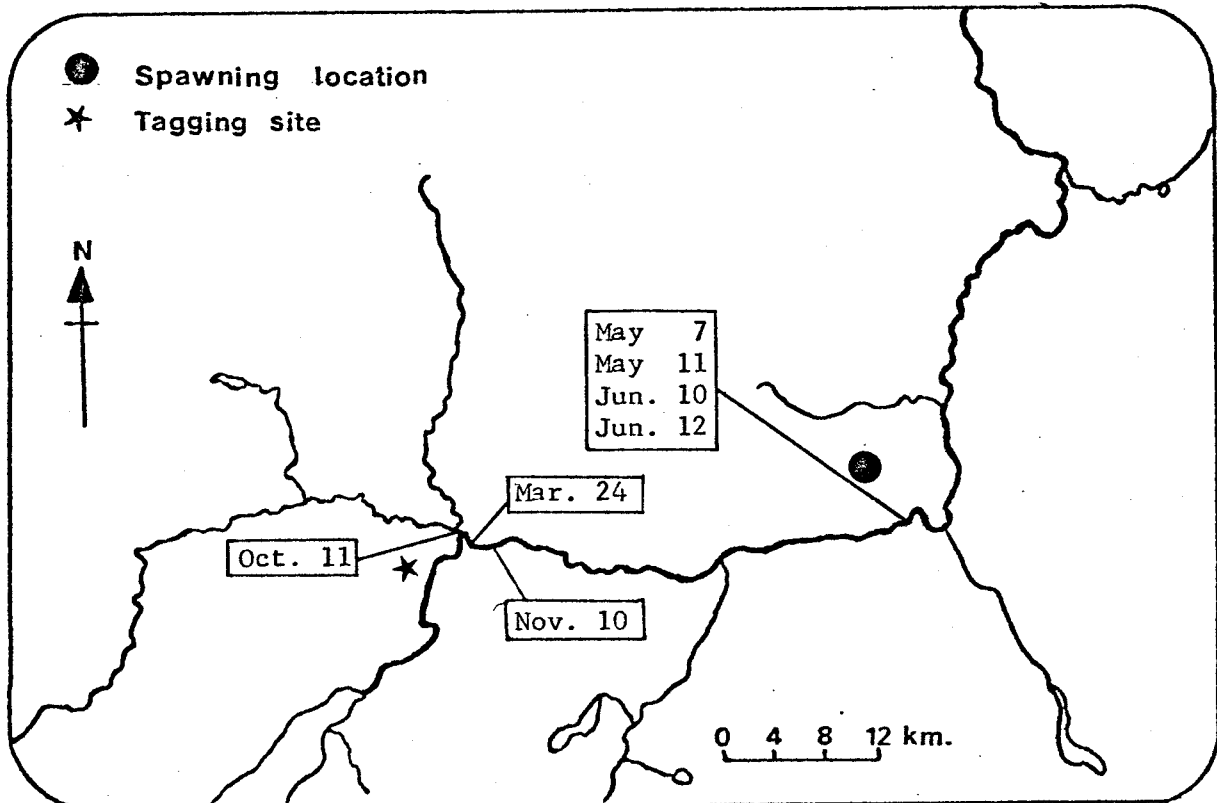 Spawning location
Tagging site
N
May 7
May 11
Jun. 10
Jun. 12
Mar. 24
Oct. 11
Nov. 10
0 4 8 12 km.